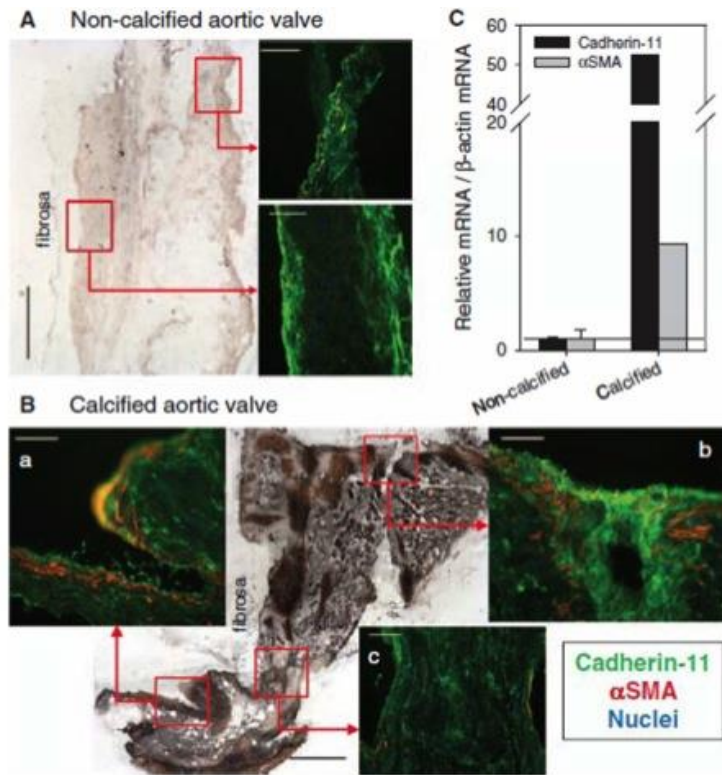 A Non-calcified aortic valve
fibrosa
C
Cadherin-11
αSMA
Relative mRNA / β-actin mRNA
60
50
40
20
10
0
Non-calcified
Calcified
B Calcified aortic valve
a
fibrosa
b
c
Cadherin-11
αSMA
Nuclei